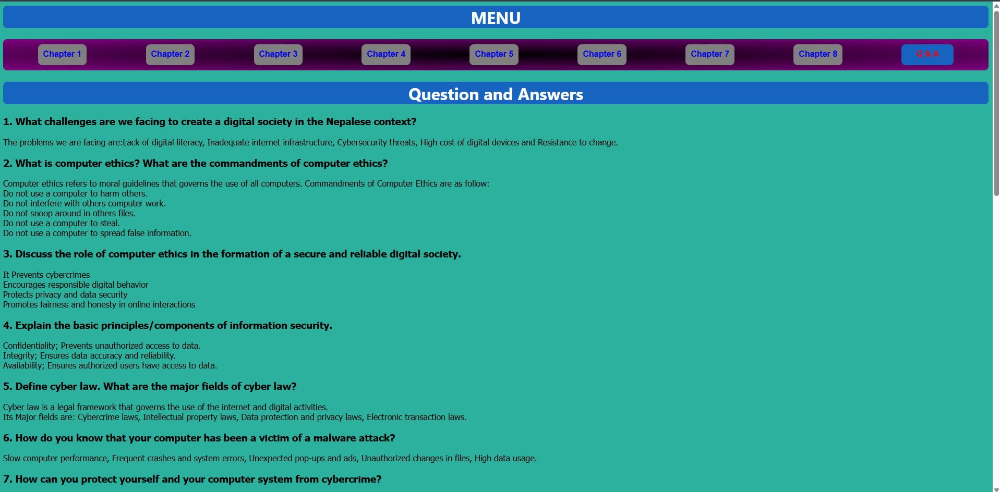 MENU
Chapter 1 Chapter 2 Chapter 3 Chapter 4 Chapter 5 Chapter 6 Chapter 7 Chapter 8 Q & A
Question and Answers
1. What challenges are we facing to create a digital society in the Nepalese context?
The problems we are facing are:Lack of digital literacy, Inadequate internet infrastructure, Cybersecurity threats, High cost of digital devices and Resistance to change.
2. What is computer ethics? What are the commandments of computer ethics?
Computer ethics refers to moral guidelines that governs the use of all computers. Commandments of Computer Ethics are as follow:
Do not use a computer to harm others.
Do not interfere with others computer work.
Do not snoop around in others files.
Do not use a computer to steal.
Do not use a computer to spread false information.
3. Discuss the role of computer ethics in the formation of a secure and reliable digital society.
It Prevents cybercrimes
Encourages responsible digital behavior
Protects privacy and data security
Promotes fairness and honesty in online interactions
4. Explain the basic principles/components of information security.
Confidentiality; Prevents unauthorized access to data.
Integrity; Ensures data accuracy and reliability.
Availability; Ensures authorized users have access to data.
5. Define cyber law. What are the major fields of cyber law?
Cyber law is a legal framework that governs the use of the internet and digital activities.
Its Major fields are: Cybercrime laws, Intellectual property laws, Data protection and privacy laws, Electronic transaction laws.
6. How do you know that your computer has been a victim of a malware attack?
Slow computer performance, Frequent crashes and system errors, Unexpected pop-ups and ads, Unauthorized changes in files, High data usage.
7. How can you protect yourself and your computer system from cybercrime?